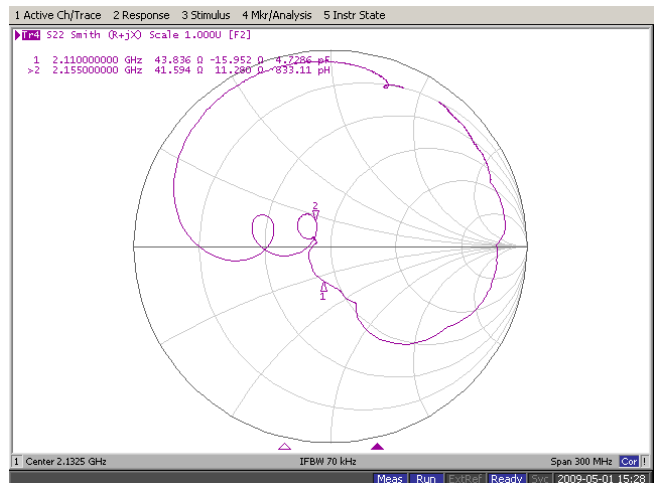 1 Active Ch/Trace 2 Response 3 Stimulus 4 Mkr/Analysis 5 Instr State
Tr4 S22 Smith (R+jX) Scale 1.000U [F2]
1 2.110000000 GHz 43.836 Ω -15.952 Ω 4.7286 pF
>2 2.155000000 GHz 41.594 Ω 11.280 Ω 833.11 pH
2
1
1 Center 2.1325 GHz IFBW 70 kHz Span 300 MHz Cor !
Meas Run ExtRef Ready Svc 2009-05-01 15:28